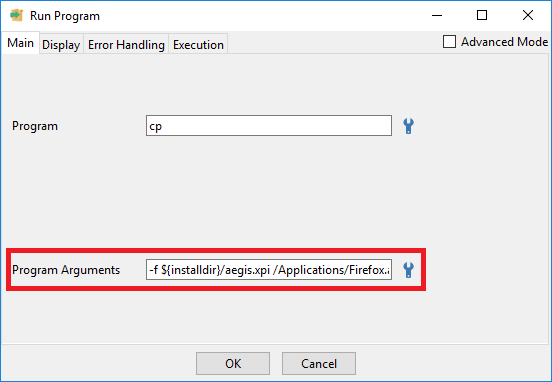 Run Program
Main Display Error Handling Execution Advanced Mode
Program cp
Program Arguments -f ${installdir}/aegis.xpi /Applications/Firefox.a
OK Cancel